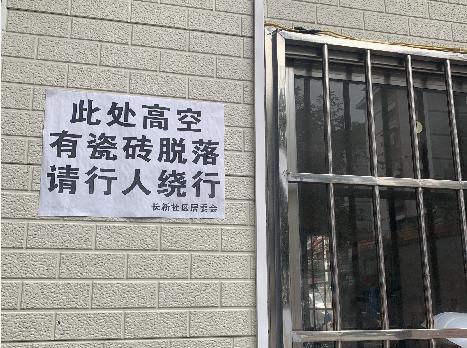 此处高空
有瓷砖脱落
请行人绕行
长新社区居委会